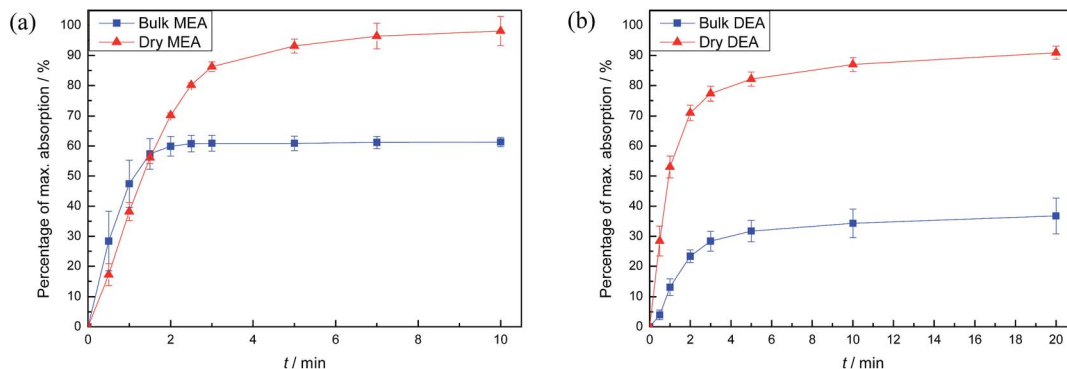 (a)
Bulk MEA
Dry MEA
Percentage of max. absorption / %
100
90
80
70
60
50
40
30
20
10
0
0 2 4 6 8 10
t / min
(b)
Bulk DEA
Dry DEA
Percentage of max. absorption / %
100
90
80
70
60
50
40
30
20
10
0
0 2 4 6 8 10 12 14 16 18 20
t / min